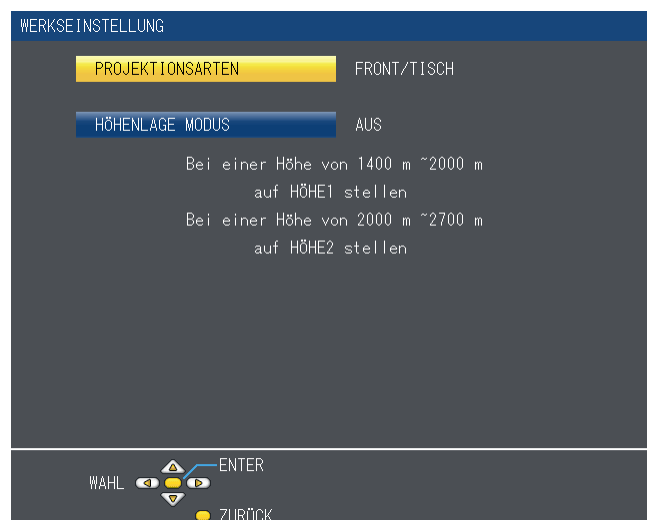 WERKSEINSTELLUNG
PROJEKTIONSARTEN FRONT/TISCH
HÖHENLAGE MODUS AUS
Bei einer Höhe von 1400 m ~2000 m
auf HÖHE1 stellen
Bei einer Höhe von 2000 m ~2700 m
auf HÖHE2 stellen
ENTER
WAHL
ZURÜCK